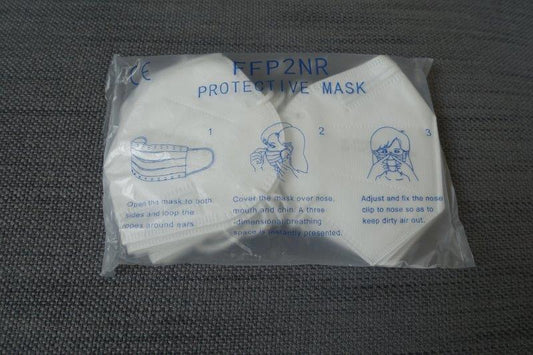 CE FFP2NR
PROTECTIVE MASK
1
2
3
Open the mask to both
sides and loop the
ropes around ears.
Cover the mask over nose,
mouth and chin. A three
-dimensional breathing
space is instantly presented.
Adjust and fix the nose
clip to nose so as to
keep dirty air out.